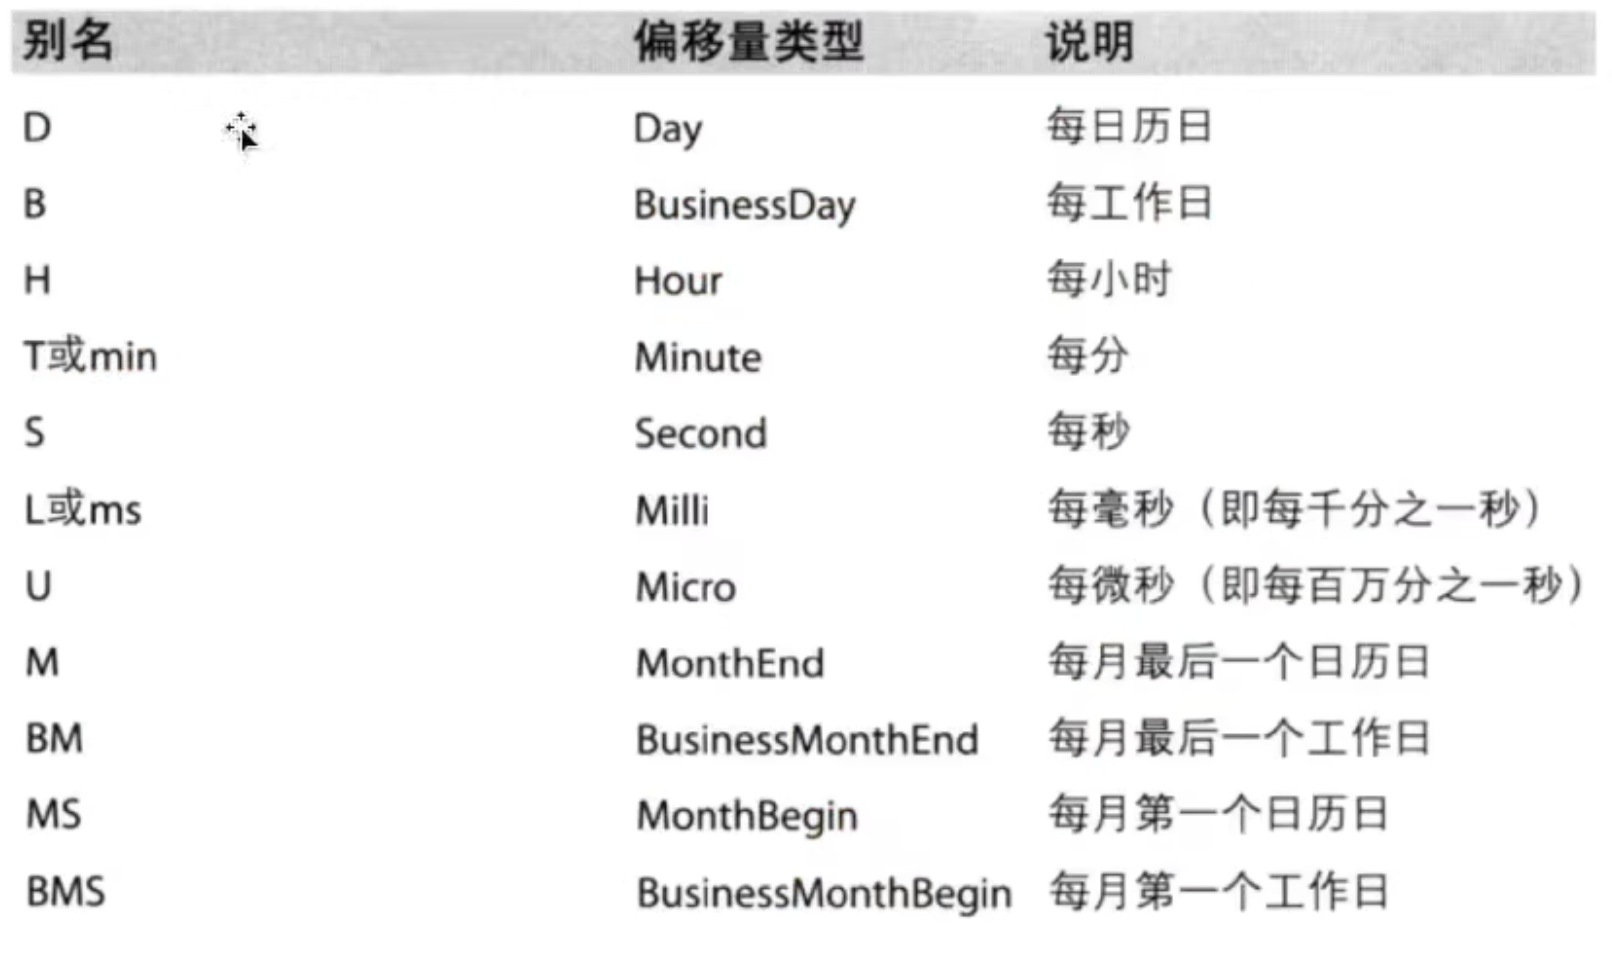 别名 偏移量类型 说明
D Day 每日历日
B BusinessDay 每工作日
H Hour 每小时
T或min Minute 每分
S Second 每秒
L或ms Milli 每毫秒（即每千分之一秒）
U Micro 每微秒（即每百万分之一秒）
M MonthEnd 每月最后一个日历日
BM BusinessMonthEnd 每月最后一个工作日
MS MonthBegin 每月第一个日历日
BMS BusinessMonthBegin 每月第一个工作日